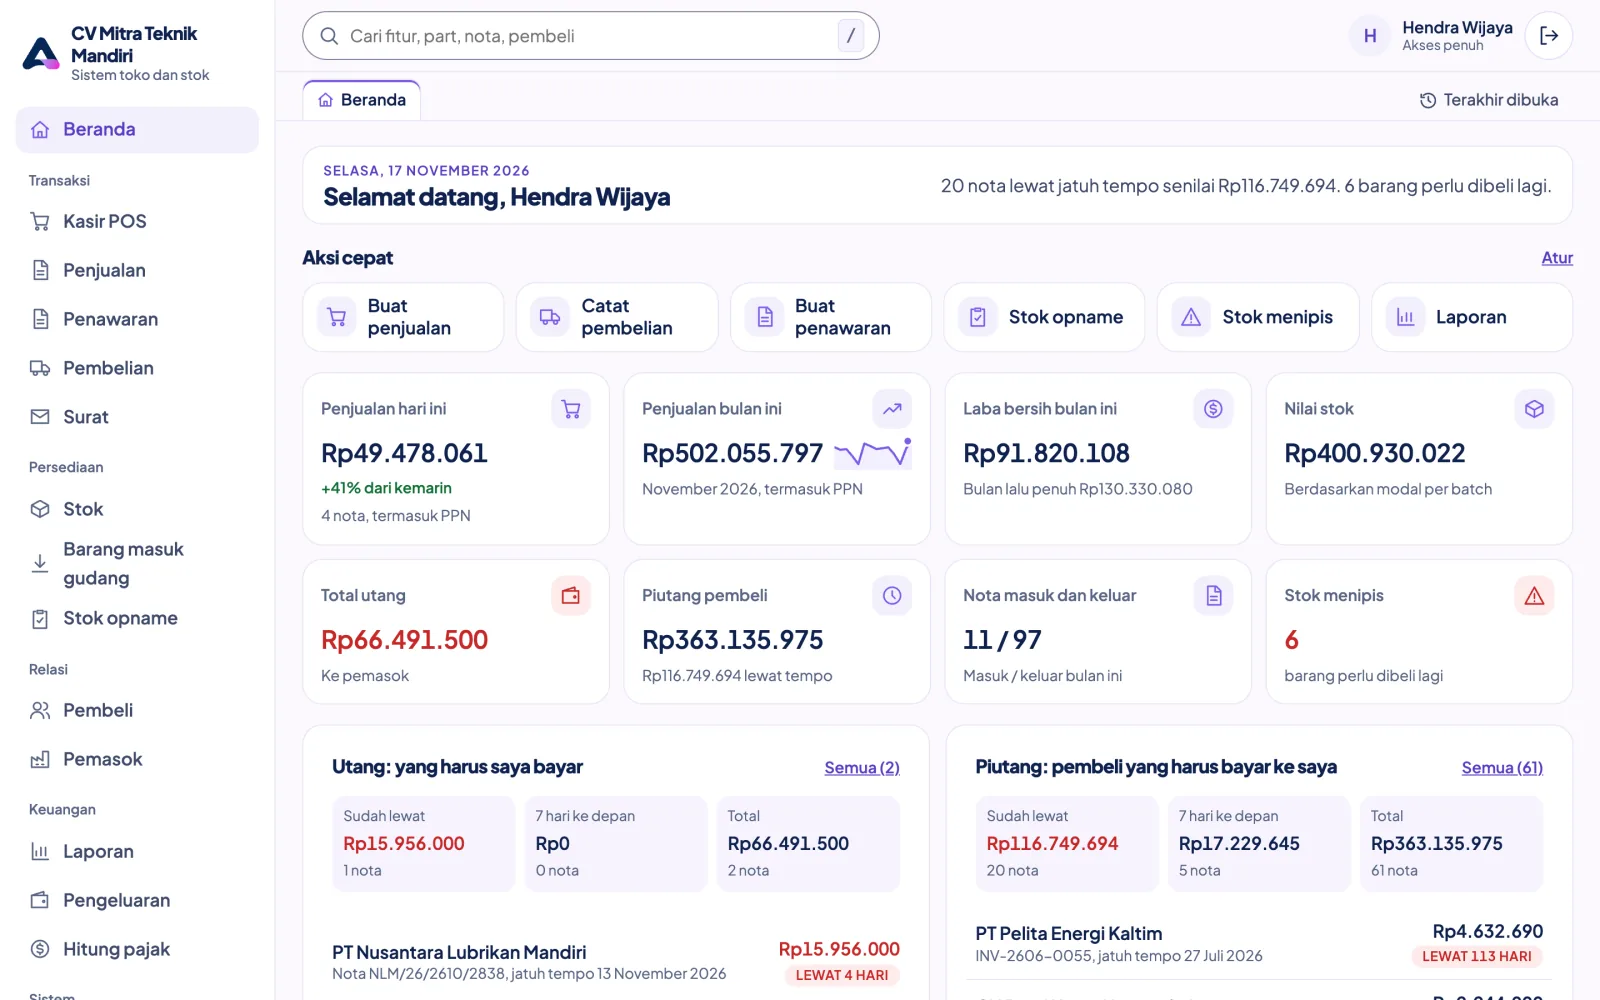 CV Mitra Teknik
Mandiri
Sistem toko dan stok
Cari fitur, part, nota, pembeli
/
H
Hendra Wijaya
Akses penuh
Beranda
Terakhir dibuka
Beranda
Transaksi
Kasir POS
Penjualan
Penawaran
Pembelian
Surat
Persediaan
Stok
Barang masuk
gudang
Stok opname
Relasi
Pembeli
Pemasok
Keuangan
Laporan
Pengeluaran
Hitung pajak
Sistem
SELASA, 17 NOVEMBER 2026
Selamat datang, Hendra Wijaya
20 nota lewat jatuh tempo senilai Rp116.749.694. 6 barang perlu dibeli lagi.
Aksi cepat
Atur
Buat
penjualan
Catat
pembelian
Buat
penawaran
Stok opname
Stok menipis
Laporan
Penjualan hari ini
Rp49.478.061
+41% dari kemarin
4 nota, termasuk PPN
Penjualan bulan ini
Rp502.055.797
November 2026, termasuk PPN
Laba bersih bulan ini
Rp91.820.108
Bulan lalu penuh Rp130.330.080
Nilai stok
Rp400.930.022
Berdasarkan modal per batch
Total utang
Rp66.491.500
Ke pemasok
Piutang pembeli
Rp363.135.975
Rp116.749.694 lewat tempo
Nota masuk dan keluar
11 / 97
Masuk / keluar bulan ini
Stok menipis
6
barang perlu dibeli lagi
Utang: yang harus saya bayar
Semua (2)
Sudah lewat
Rp15.956.000
1 nota
7 hari ke depan
Rp0
0 nota
Total
Rp66.491.500
2 nota
PT Nusantara Lubrikan Mandiri
Rp15.956.000
Nota NLM/26/2610/2838, jatuh tempo 13 November 2026
LEWAT 4 HARI
Piutang: pembeli yang harus bayar ke saya
Semua (61)
Sudah lewat
Rp116.749.694
20 nota
7 hari ke depan
Rp17.229.645
5 nota
Total
Rp363.135.975
61 nota
PT Pelita Energi Kaltim
Rp4.632.690
INV-2606-0055, jatuh tempo 27 Juli 2026
LEWAT 113 HARI